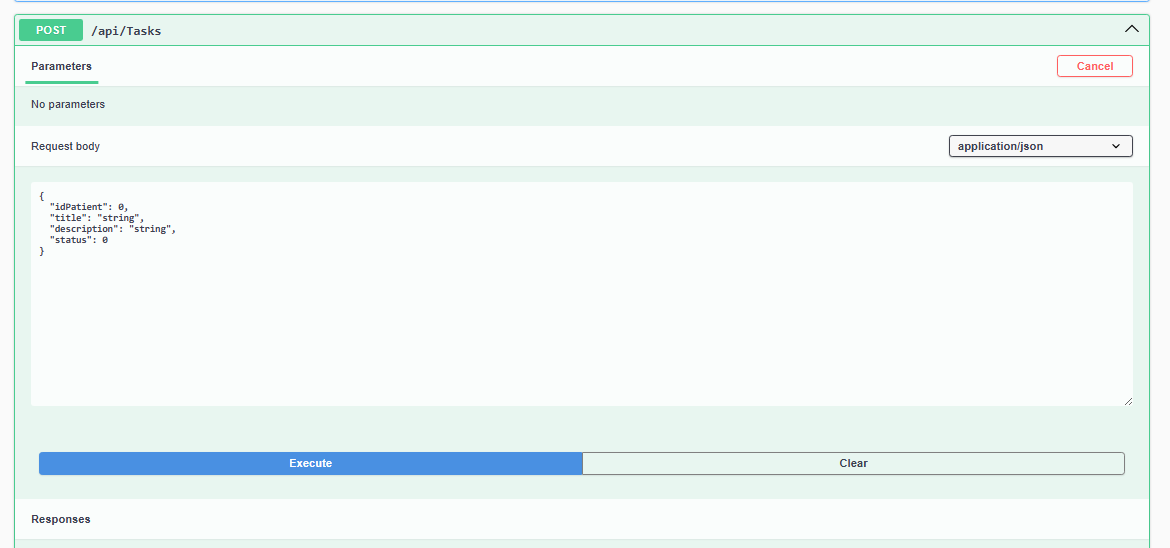 POST /api/Tasks
Parameters
Cancel
No parameters
Request body
application/json
{
  "idPatient": 0,
  "title": "string",
  "description": "string",
  "status": 0
}
Execute
Clear
Responses